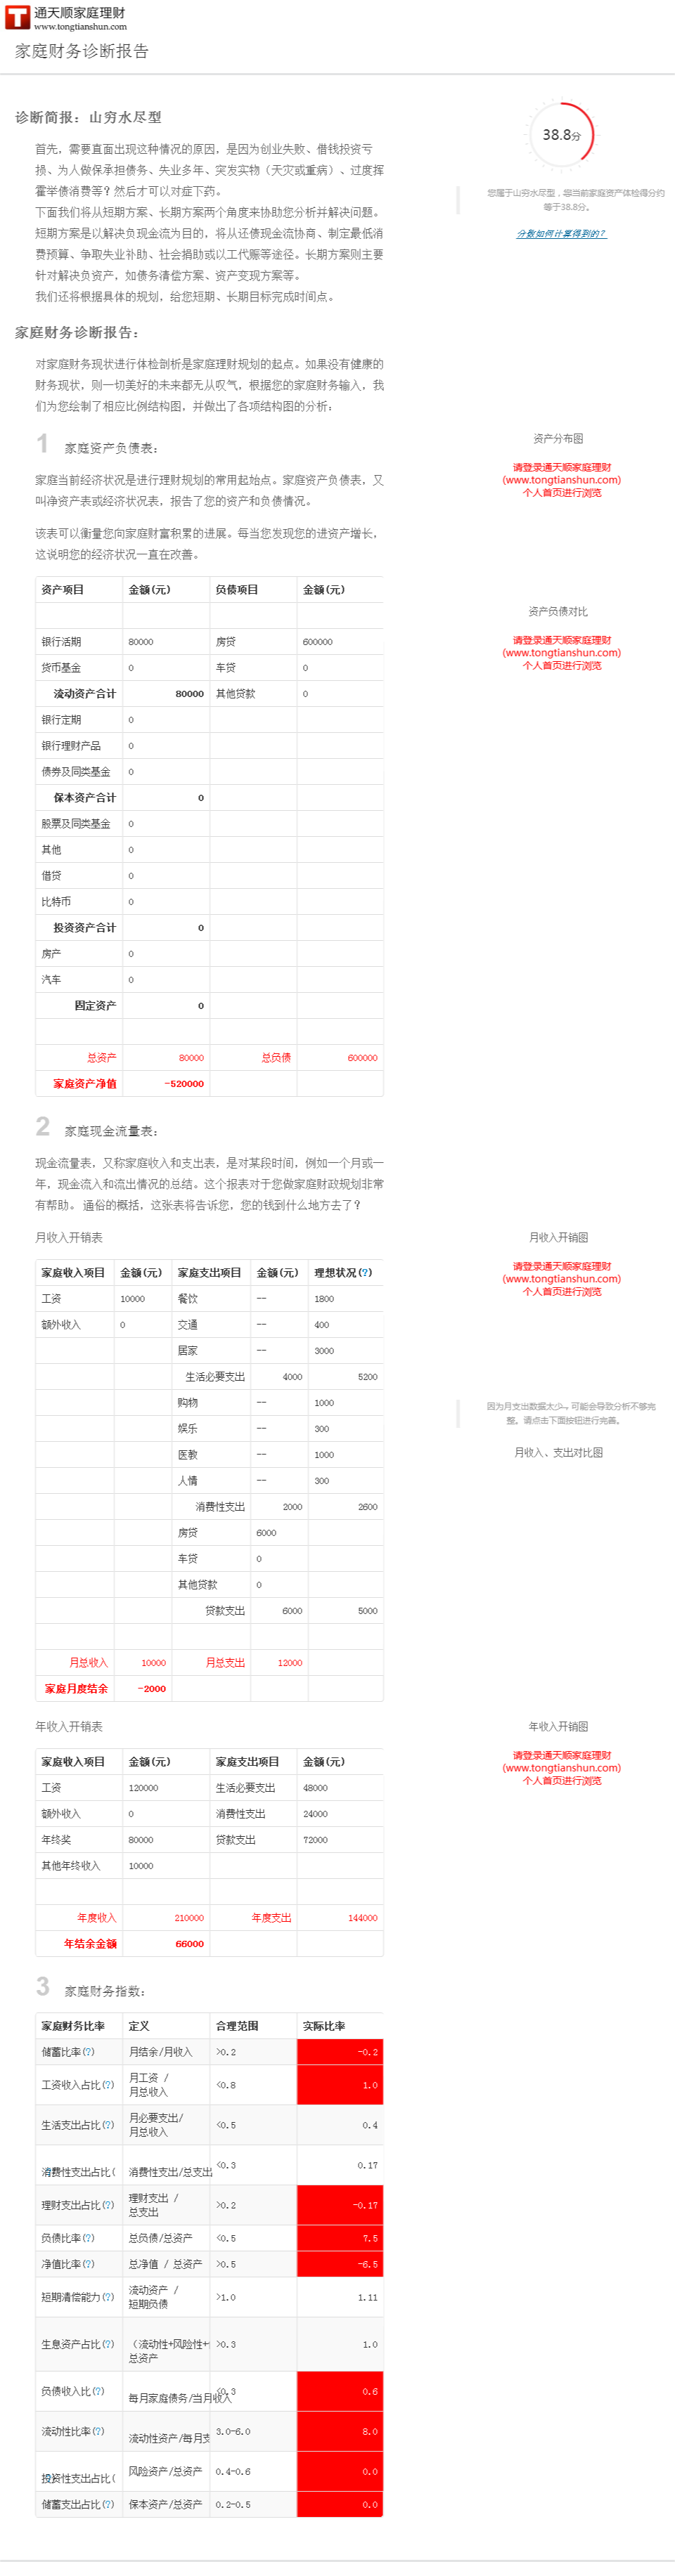 通天顺家庭理财
www.tongtianshun.com
家庭财务诊断报告
诊断简报：山穷水尽型
首先，需要直面出现这种情况的原因，是因为创业失败、借钱投资亏
损、为人做保承担债务、失业多年、突发实物（天灾或重病）、过度挥
霍举债消费等？然后才可以对症下药。
下面我们将从短期方案、长期方案两个角度来协助您分析并解决问题。
短期方案是以解决负现金流为目的，将从还债现金流协商、制定最低消
费预算、争取失业补助、社会捐助或以工代赈等途径。长期方案则主要
针对解决负资产，如债务清偿方案、资产变现方案等。
我们还将根据具体的规划，给您短期、长期目标完成时间点。
38.8分
您属于山穷水尽型，您当前家庭资产体检得分约
等于38.8分。
分数如何计算得到的？
家庭财务诊断报告：
对家庭财务现状进行体检剖析是家庭理财规划的起点。如果没有健康的
财务现状，则一切美好的未来都无从叹气，根据您的家庭财务输入，我
们为您绘制了相应比例结构图，并做出了各项结构图的分析：
1 家庭资产负债表：
家庭当前经济状况是进行理财规划的常用起始点。家庭资产负债表，又
叫净资产表或经济状况表，报告了您的资产和负债情况。
该表可以衡量您向家庭财富积累的进展。每当您发现您的进资产增长，
这说明您的经济状况一直在改善。
资产分布图
请登录通天顺家庭理财
(www.tongtianshun.com)
个人首页进行浏览
资产负债对比
请登录通天顺家庭理财
(www.tongtianshun.com)
个人首页进行浏览
资产项目 金额(元) 负债项目 金额(元)
银行活期 80000 房贷 600000
货币基金 0 车贷 0
流动资产合计 80000 其他贷款 0
银行定期 0
银行理财产品 0
债券及同类基金 0
保本资产合计 0
股票及同类基金 0
其他 0
借贷 0
比特币 0
投资资产合计 0
房产 0
汽车 0
固定资产 0
总资产 80000 总负债 600000
家庭资产净值 -520000
2 家庭现金流量表：
现金流量表，又称家庭收入和支出表，是对某段时间，例如一个月或一
年，现金流入和流出情况的总结。这个报表对于您做家庭财政规划非常
有帮助。 通俗的概括，这张表将告诉您，您的钱到什么地方去了？
月收入开销表
家庭收入项目 金额(元) 家庭支出项目 金额(元) 理想状况(?)
工资 10000 餐饮 -- 1800
额外收入 0 交通 -- 400
居家 -- 3000
生活必要支出 4000 5200
购物 -- 1000
娱乐 -- 300
医教 -- 1000
人情 -- 300
消费性支出 2000 2600
房贷 6000
车贷 0
其他贷款 0
贷款支出 6000 5000
月总收入 10000 月总支出 12000
家庭月度结余 -2000
月收入开销图
请登录通天顺家庭理财
(www.tongtianshun.com)
个人首页进行浏览
因为月支出数据太少，可能会导致分析不够完
整。请点击下面按钮进行完善。
月收入、支出对比图
年收入开销表
家庭收入项目 金额(元) 家庭支出项目 金额(元)
工资 120000 生活必要支出 48000
额外收入 0 消费性支出 24000
年终奖 80000 贷款支出 72000
其他年终收入 10000
年度收入 210000 年度支出 144000
年结余金额 66000
年收入开销图
请登录通天顺家庭理财
(www.tongtianshun.com)
个人首页进行浏览
3 家庭财务指数：
家庭财务比率 定义 合理范围 实际比率
储蓄比率(?) 月结余/月收入 >0.2 -0.2
工资收入占比(?) 月工资 / 月总收入 <0.8 1.0
生活支出占比(?) 月必要支出/ 月总收入 <0.5 0.4
消费性支出占比( 消费性支出/总支出 <0.3 0.17
理财支出占比(?) 理财支出 / 总支出 >0.2 -0.17
负债比率(?) 总负债/总资产 <0.5 7.5
净值比率(?) 总净值 / 总资产 >0.5 -6.5
短期清偿能力(?) 流动资产 / 短期负债 >1.0 1.11
生息资产占比(?) （流动性+风险性+ 总资产 >0.3 1.0
负债收入比(?) 每月家庭债务/当月收入 <0.3 0.6
流动性比率(?) 流动性资产/每月支 3.0-6.0 8.0
投资性支出占比( 风险资产/总资产 0.4-0.6 0.0
储蓄支出占比(?) 保本资产/总资产 0.2-0.5 0.0